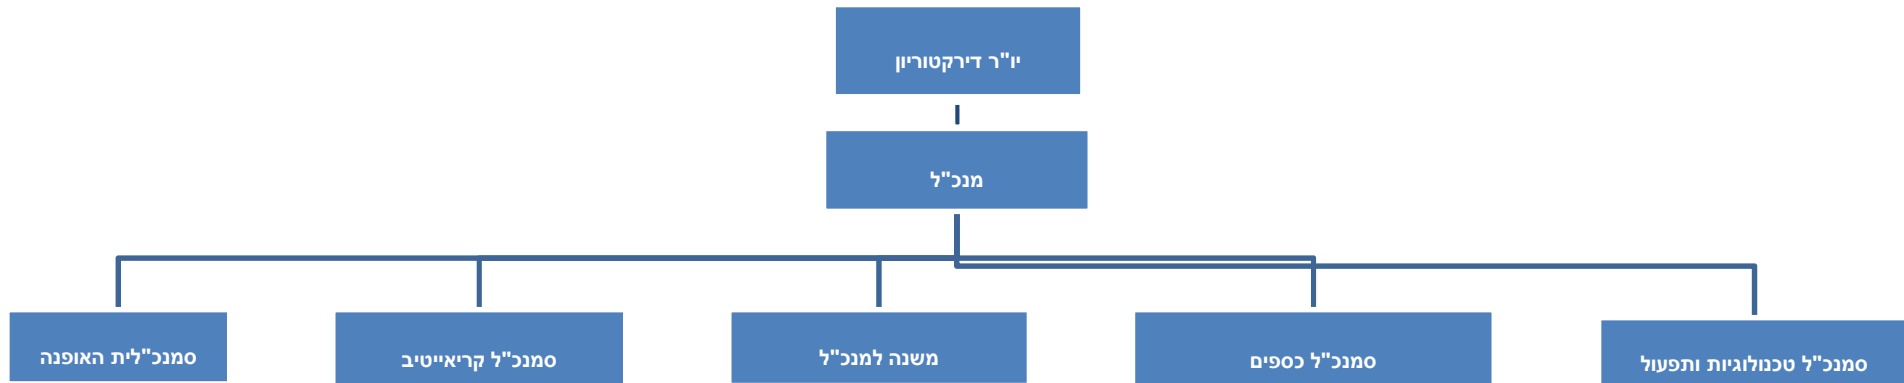 יו"ר דירקטוריון
מנכ"ל
סמנכ"ל טכנולוגיות ותפעול
סמנכ"ל כספים
משנה למנכ"ל
סמנכ"ל קריאייטיב
סמנכ"לית האופנה